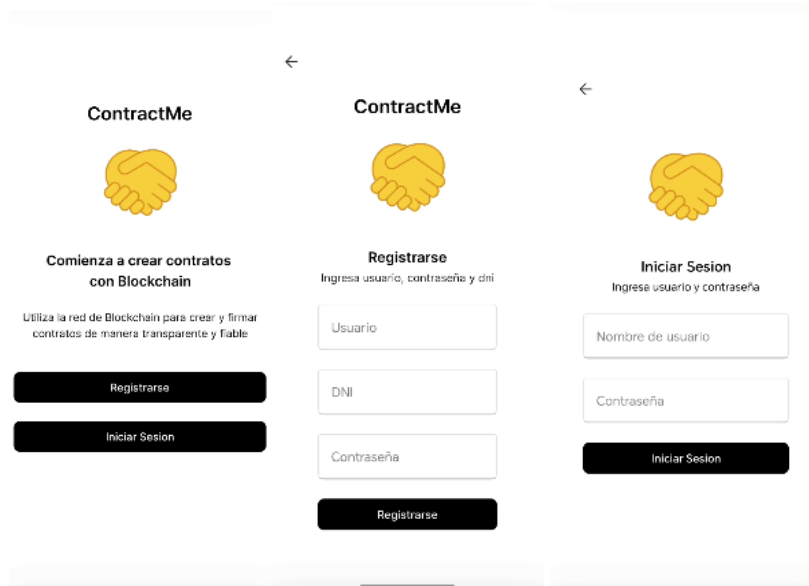 ContractMe
Comienza a crear contratos
con Blockchain
Utiliza la red de Blockchain para crear y firmar
contratos de manera transparente y fiable
Registrarse
Iniciar Sesion
ContractMe
Registrarse
Ingresa usuario, contraseña y dni
Usuario
DNI
Contraseña
Registrarse
Iniciar Sesion
Ingresa usuario y contraseña
Nombre de usuario
Contraseña
Iniciar Sesion